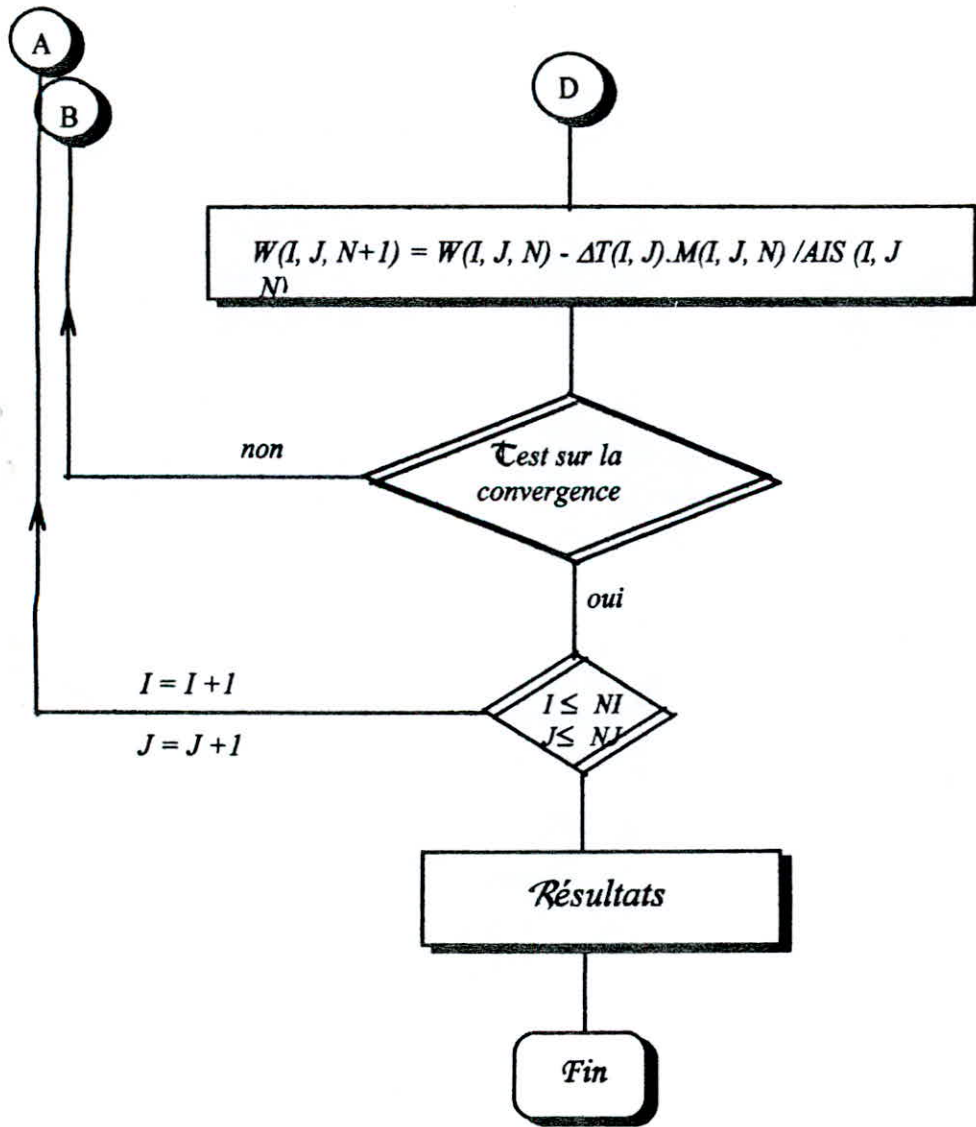 A
B
D
W(I, J, N+1) = W(I, J, N) - ΔT(I, J).M(I, J, N) /AIS (I, J
N)
non
Test sur la
convergence
oui
I = I +1
J = J +1
I ≤ NI
J≤ NJ
Résultats
Fin